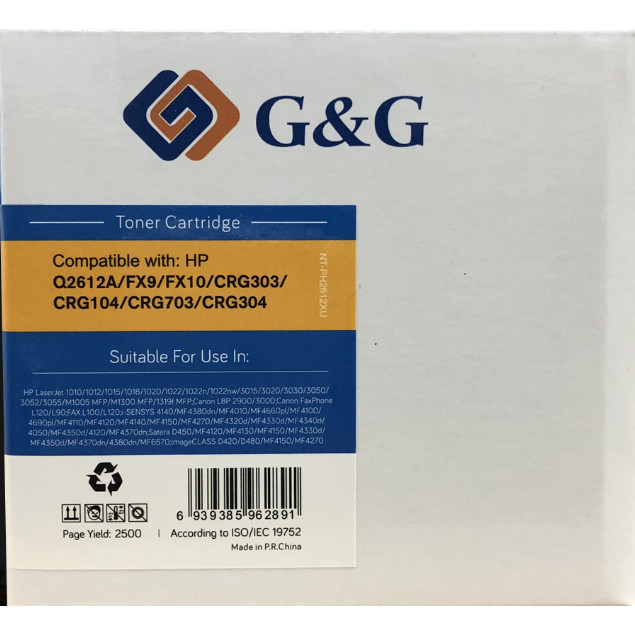 G&G
Toner Cartridge
Compatible with: HP
Q2612A/FX9/FX10/CRG303/
CRG104/CRG703/CRG304
NT-PH2612XU
Suitable For Use In:
HP LaserJet 1010/1012/1015/1018/1020/1022/1022n/1022nw/3015/3020/3030/3050/
3052/3055/M1005 MFP/M1300 MFP/1319f MFP;Canon LBP 2900/3000;Canon FaxPhone
L120/L90;FAX L100/L120;i-SENSYS 4140/MF4380dn/MF4010/MF4660pl/MF4100/
4690pl/MF4110/MF4120/MF4140/MF4150/MF4270/MF4320d/MF4330d/MF4340d/
4050/MF4350d/4120/MF4370dn;Satera D450/MF4120/MF4130/MF4150/MF4330d/
MF4350d/MF4370dn/4380dn/MF6570;imageCLASS D420/D480/MF4150/MF4270
6 939385 962891
Page Yield: 2500 | According to ISO/IEC 19752
Made in P.R.China